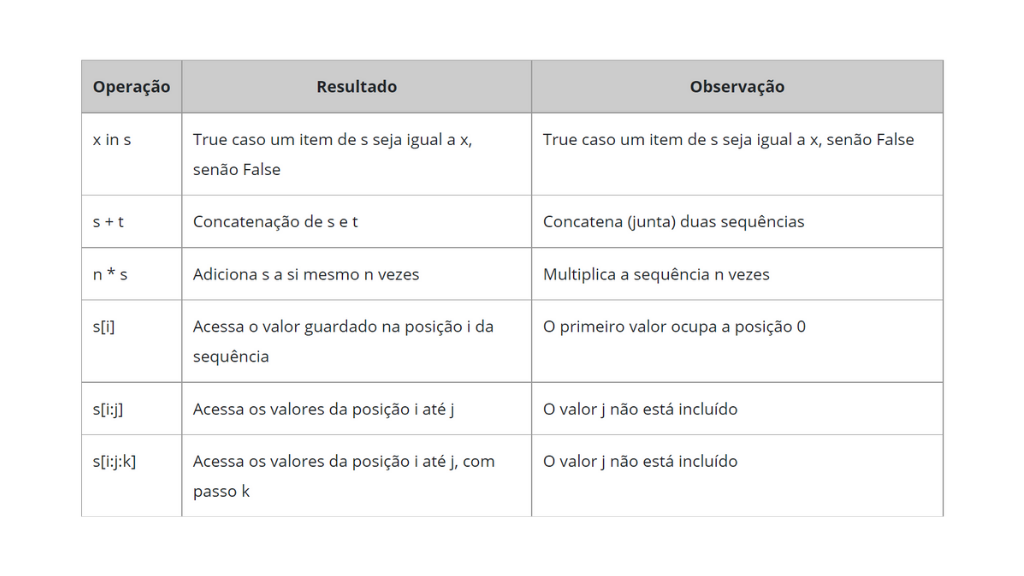 Operação Resultado Observação
x in s True caso um item de s seja igual a x, True caso um item de s seja igual a x, senão False
senão False
s + t Concatenação de s e t Concatena (junta) duas sequências
n * s Adiciona s a si mesmo n vezes Multiplica a sequência n vezes
s[i] Acessa o valor guardado na posição i da O primeiro valor ocupa a posição 0
sequência
s[i:j] Acessa os valores da posição i até j O valor j não está incluído
s[i:j:k] Acessa os valores da posição i até j, com O valor j não está incluído
passo k